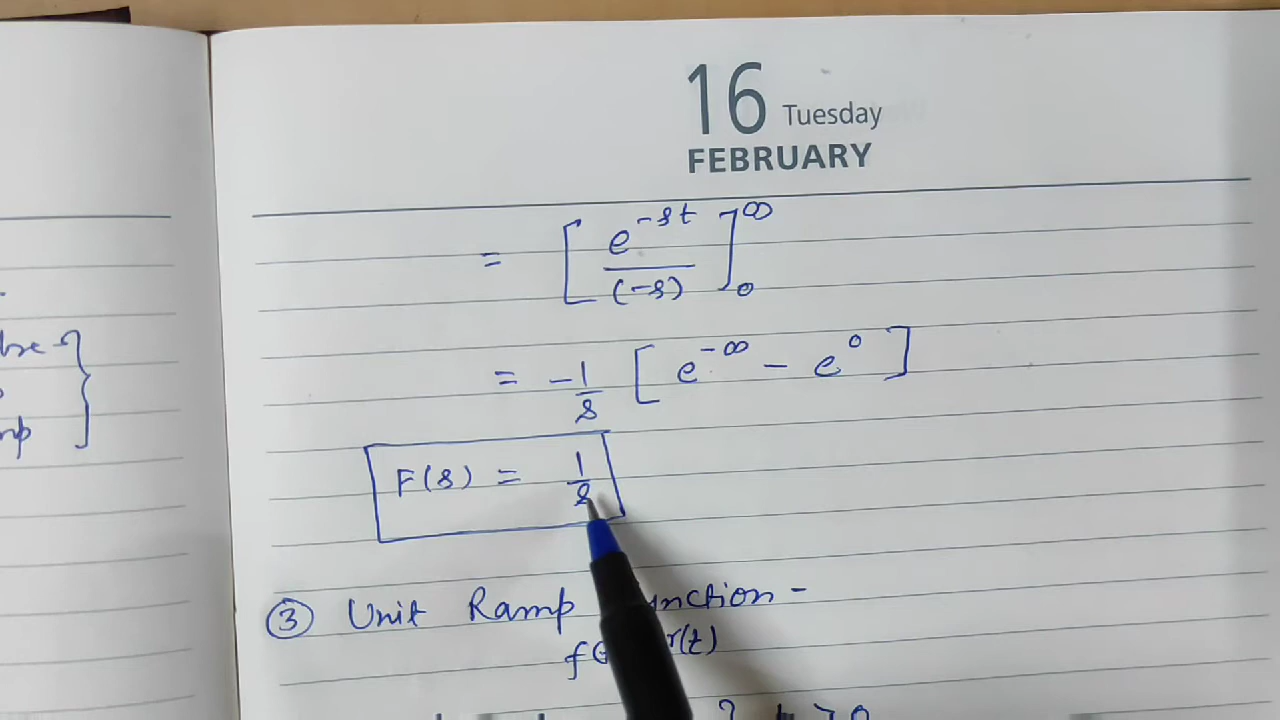 16 Tuesday
FEBRUARY
= [ e^{-st} / (-s) ]_0^∞
= -1/s [ e^{-∞} - e^0 ]
F(s) = 1/s
③ Unit Ramp unction -
r(t)